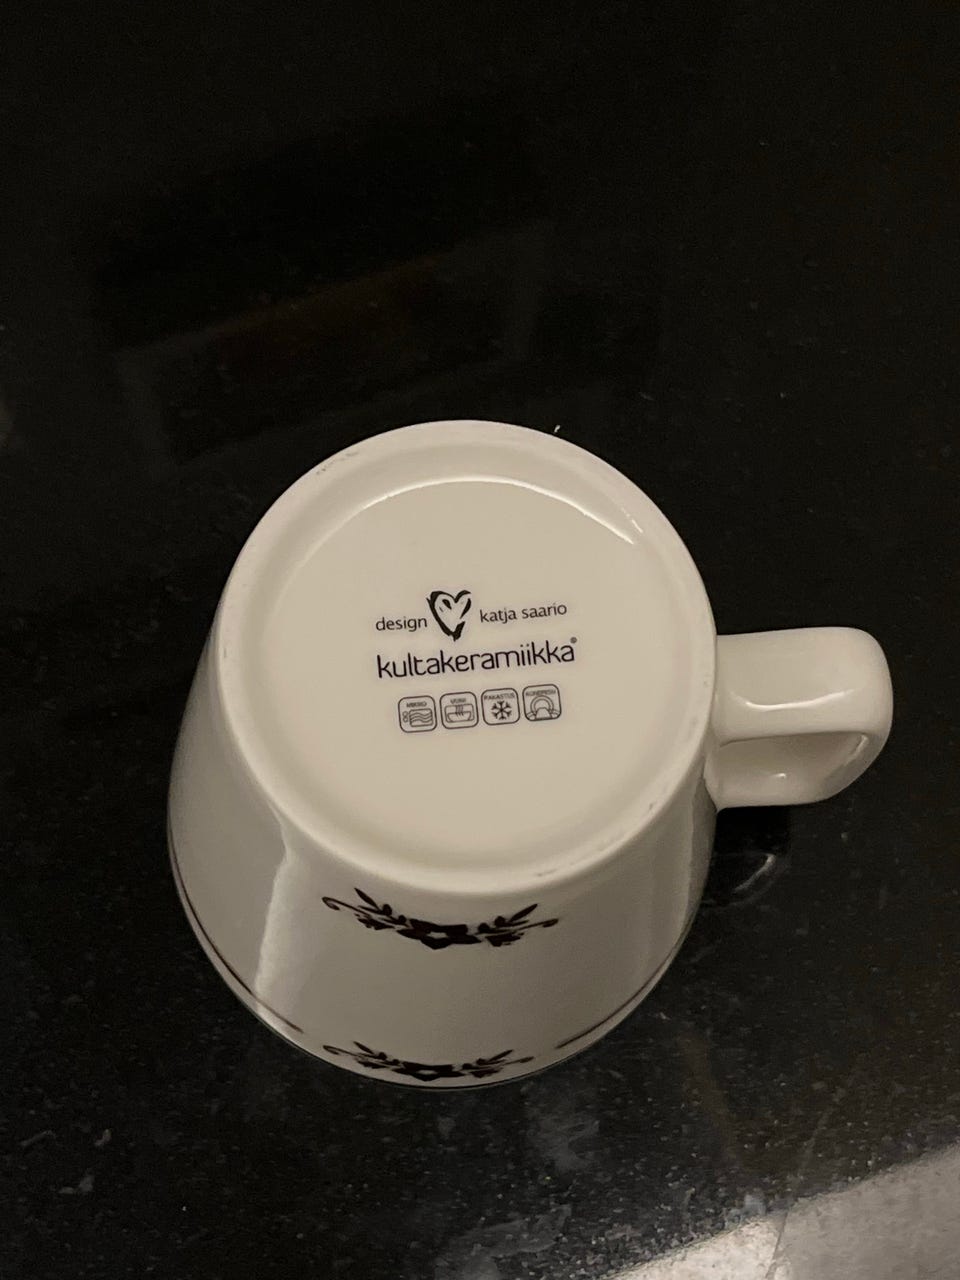 design katja saario
kultakeramiikka®
MIKRO UUNI PAKASTUS KONEPESU